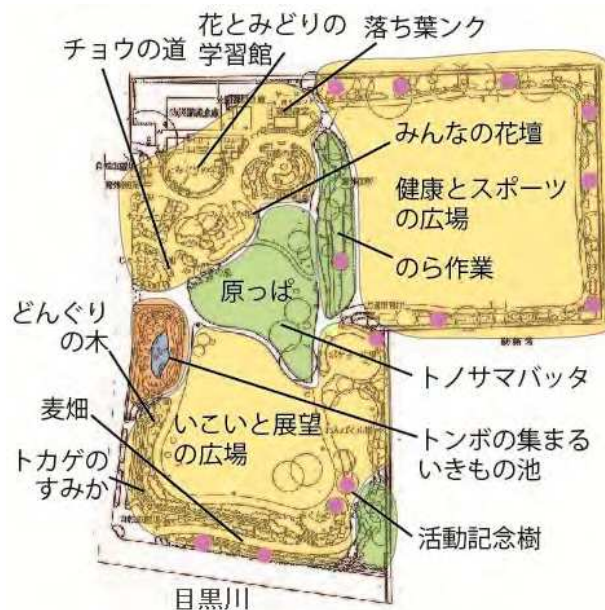 花とみどりの
学習館
落ち葉ンク
チョウの道
みんなの花壇
健康とスポーツ
の広場
のら作業
原っぱ
どんぐり
の木
トノサマバッタ
麦畑
いこいと展望
の広場
トンボの集まる
いきもの池
トカゲの
すみか
活動記念樹
目黒川